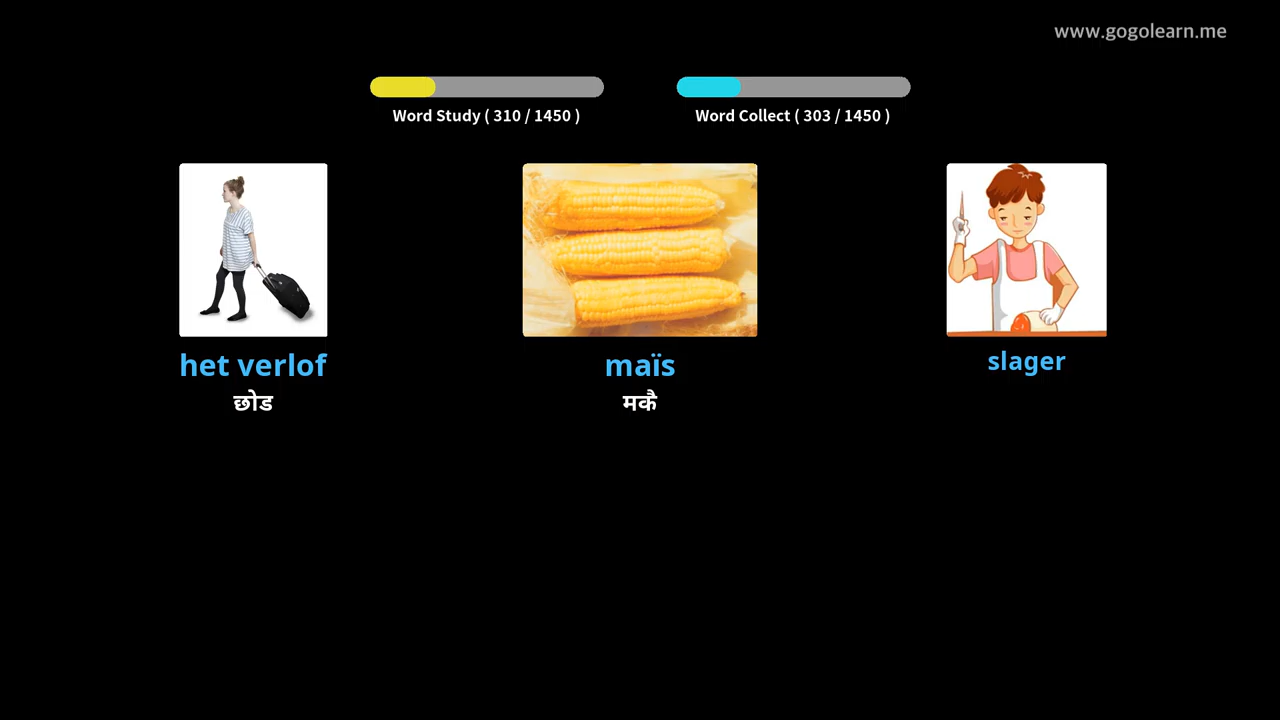 www.gogolearn.me
Word Study ( 310 / 1450 )
Word Collect ( 303 / 1450 )
het verlof
छोड
maïs
मकै
slager